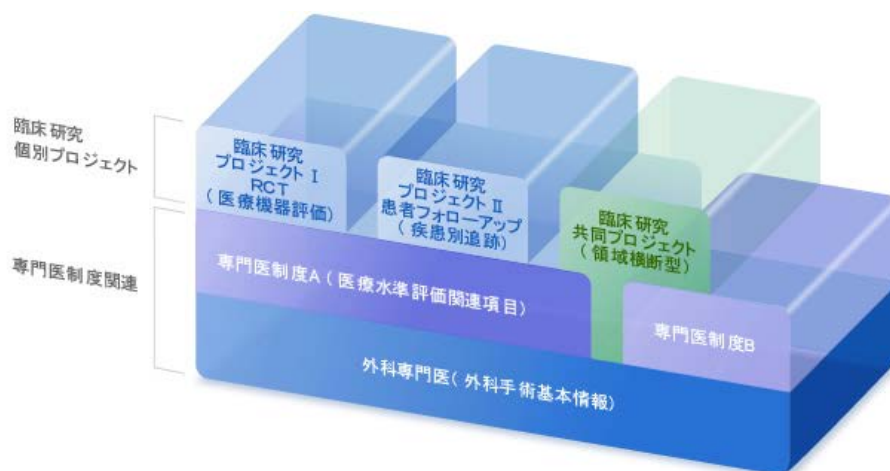 臨床研究
個別プロジェクト
専門医制度関連
臨床研究
プロジェクト Ⅰ
RCT
(医療機器評価)
臨床研究
プロジェクト Ⅱ
患者フォローアップ
(疾患別追跡)
臨床研究
共同プロジェクト
(領域横断型)
専門医制度A(医療水準評価関連項目)
専門医制度B
外科専門医(外科手術基本情報)